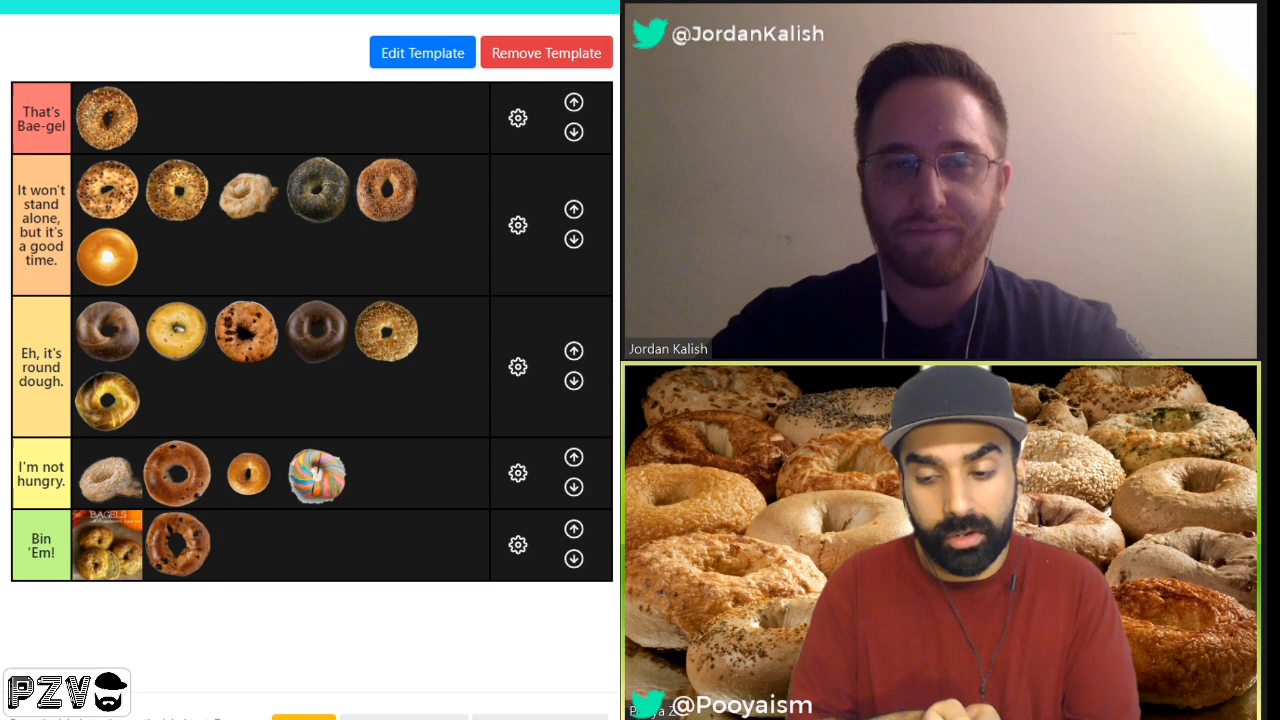 Edit Template
Remove Template
That's
Bae-gel
It won't
stand
alone,
but it's
a good
time.
Eh, it's
round
dough.
I'm not
hungry.
Bin
'Em!
BAGELS
PZV
@JordanKalish
Jordan Kalish
@Pooyaism